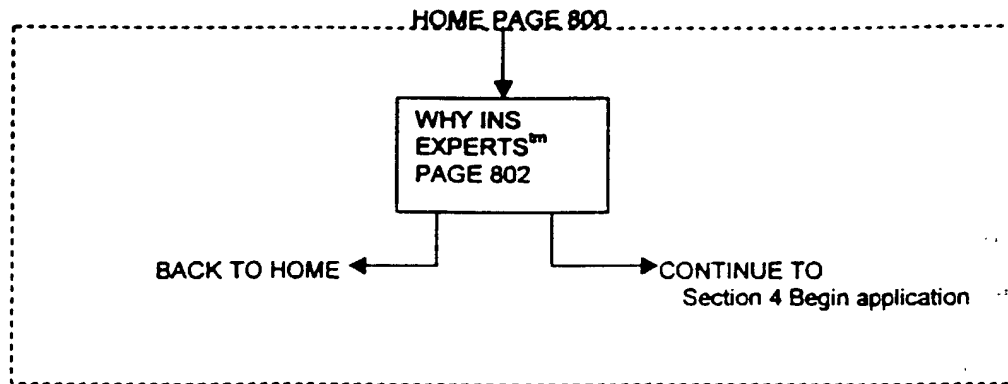 HOME PAGE 800
WHY INS
EXPERTS™
PAGE 802
BACK TO HOME
CONTINUE TO
Section 4 Begin application